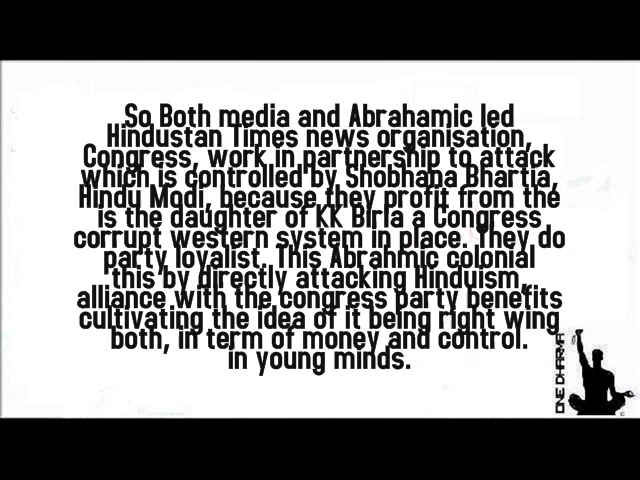 So Both media and Abrahamic led
Hindustan Times news organisation,
Congress, work in partnership to attack
which is controlled by Shobhana Bhartia,
Hindu Modi, because they profit from the
is the daughter of KK Birla a Congress
corrupt western system in place. They do
party loyalist. This Abrahmic colonial
this by directly attacking Hinduism,
alliance with the congress party benefits
cultivating the idea of it being right wing
both, in term of money and control.
in young minds.
ONE DHARMA